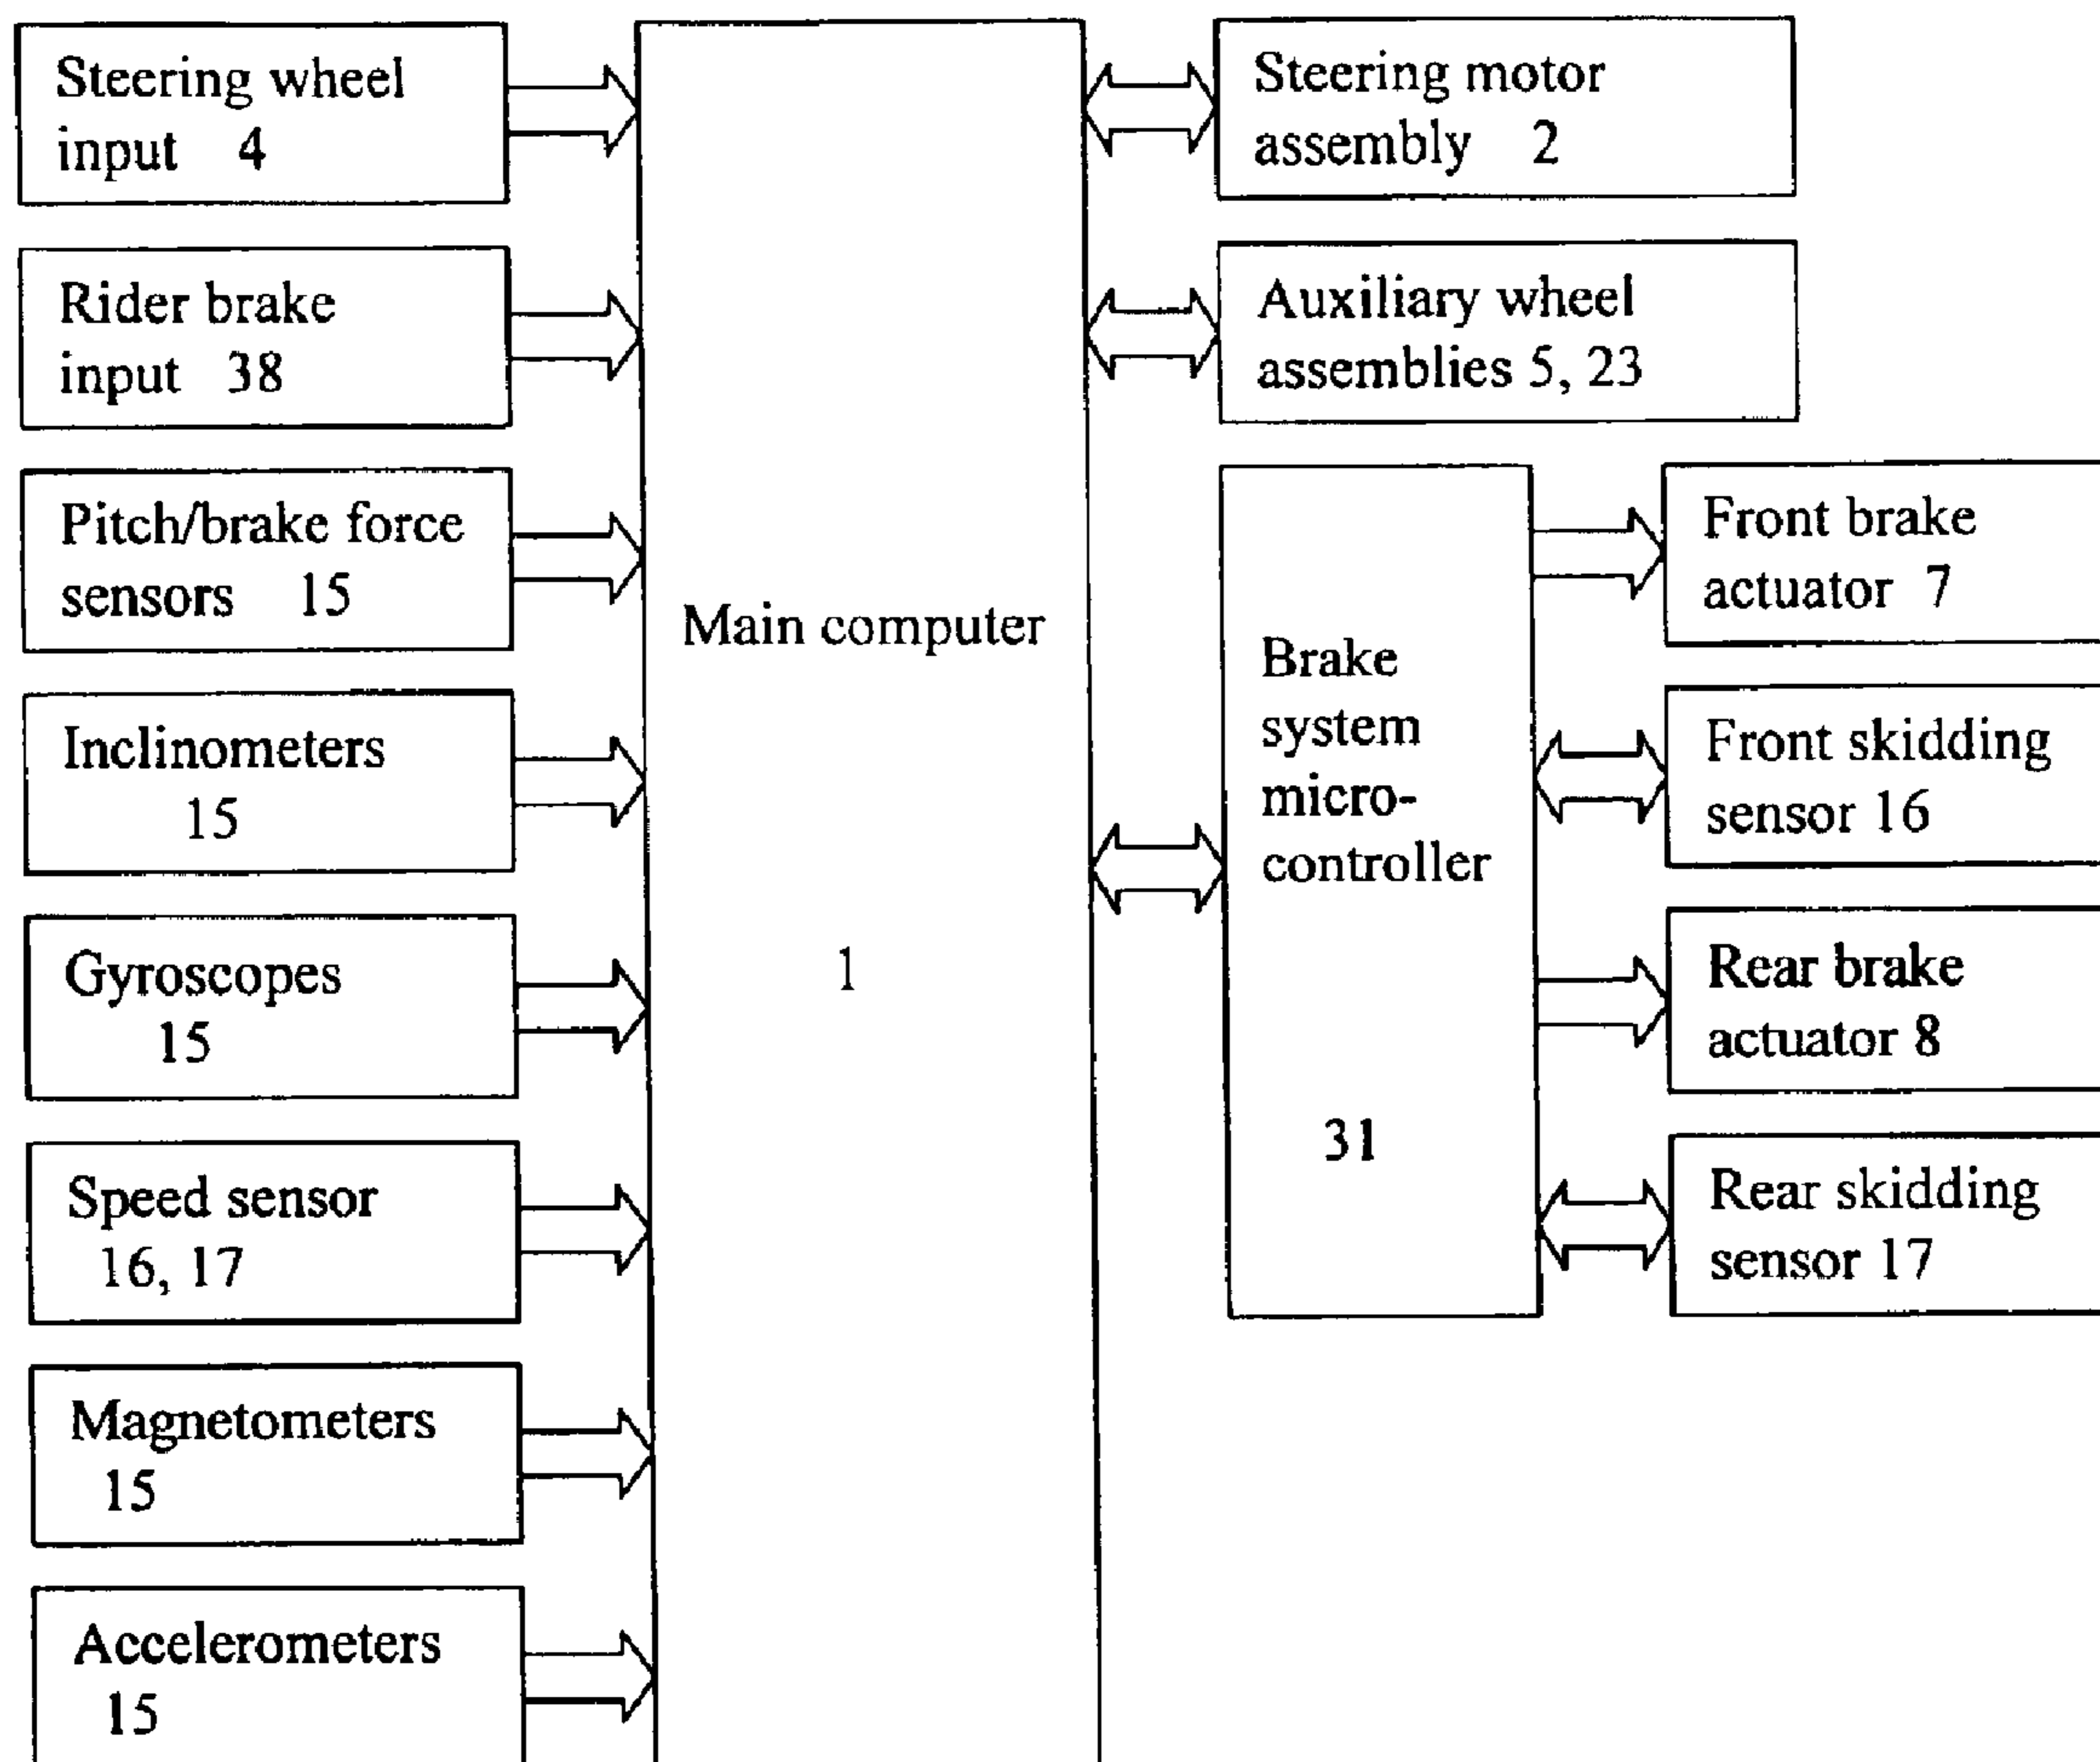 Steering wheel
input 4
Rider brake
input 38
Pitch/brake force
sensors 15
Inclinometers
15
Gyroscopes
15
Speed sensor
16, 17
Magnetometers
15
Accelerometers
15
Main computer
1
Steering motor
assembly 2
Auxiliary wheel
assemblies 5, 23
Brake
system
micro-
controller
31
Front brake
actuator 7
Front skidding
sensor 16
Rear brake
actuator 8
Rear skidding
sensor 17